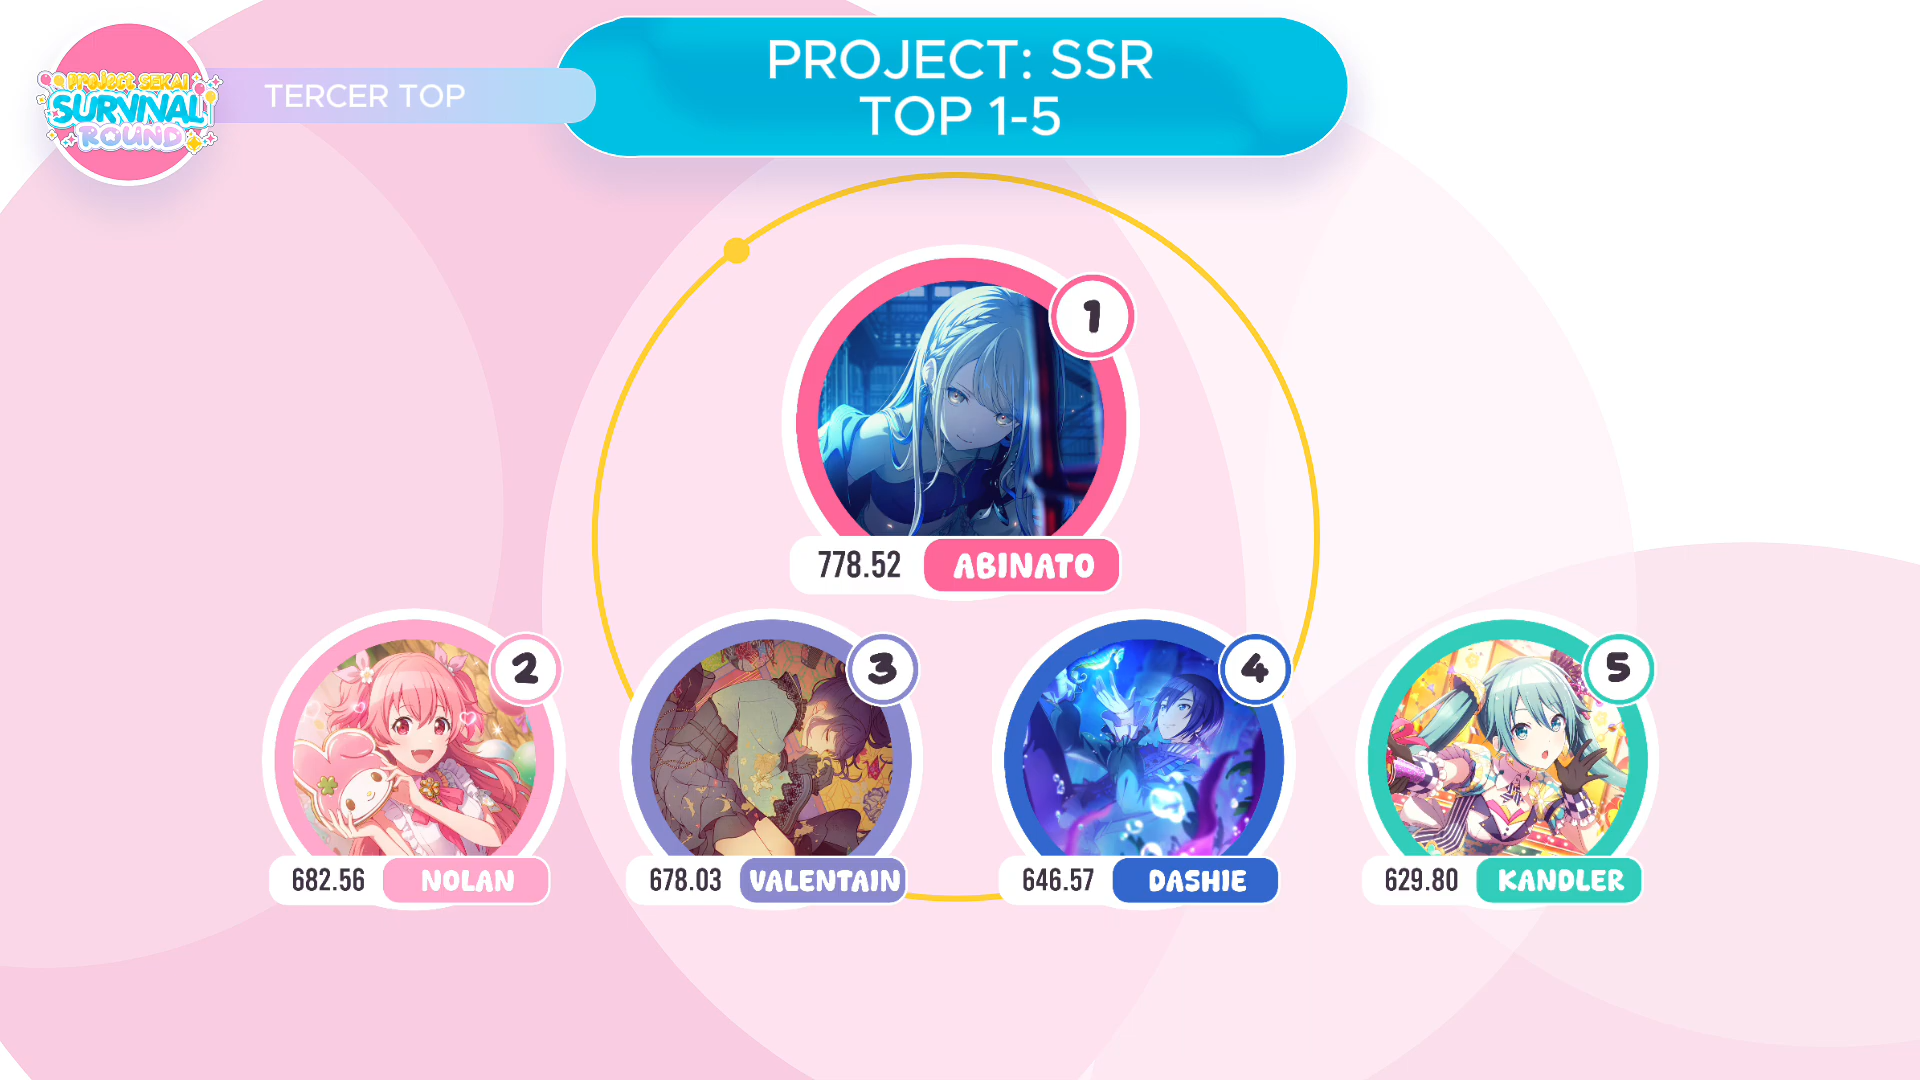 PROJECT SEKAI
SURVIVAL
ROUND
TERCER TOP
PROJECT: SSR
TOP 1-5
1
778.52 ABINATO
2
682.56 NOLAN
3
678.03 VALENTAIN
4
646.57 DASHIE
5
629.80 KANDLER